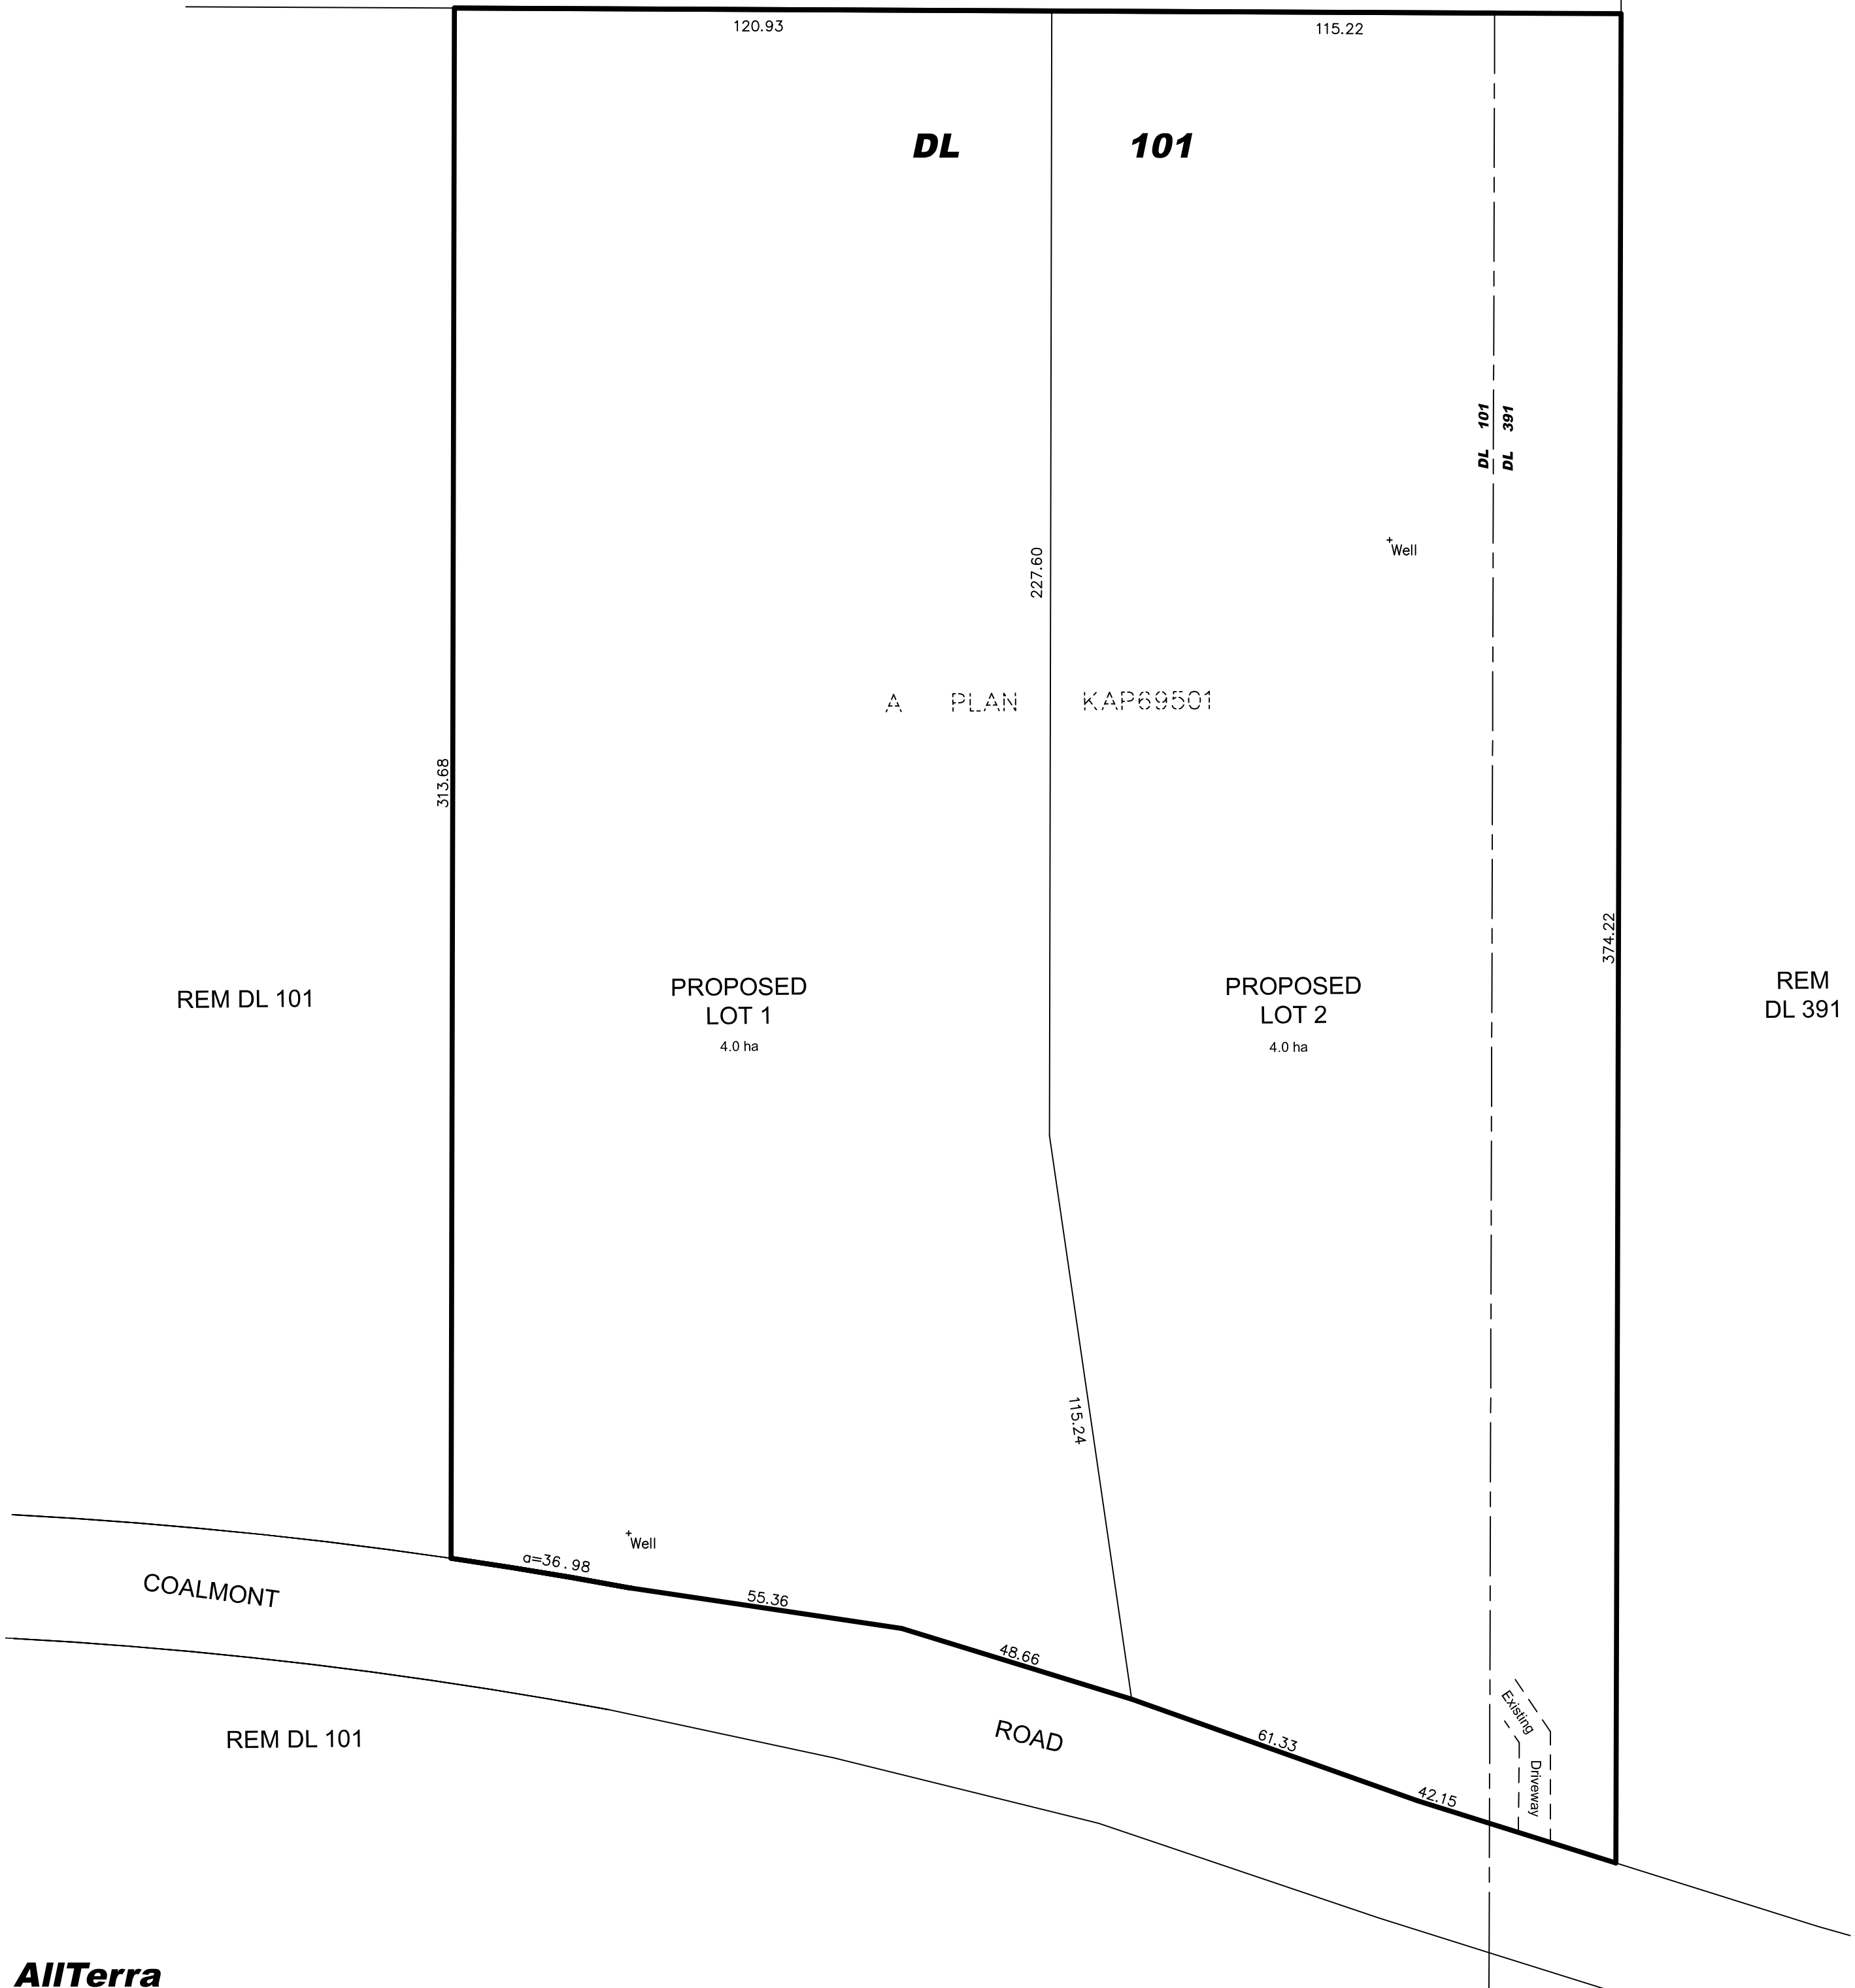 120.93
115.22
DL 101
DL 101
DL 391
Well
227.60
A PLAN KAP69501
313.68
374.22
REM DL 101
PROPOSED
LOT 1
4.0 ha
PROPOSED
LOT 2
4.0 ha
REM
DL 391
115.24
Well
a=36.98
COALMONT
55.36
48.66
ROAD
61.33
42.15
Existing
Driveway
REM DL 101
AllTerra